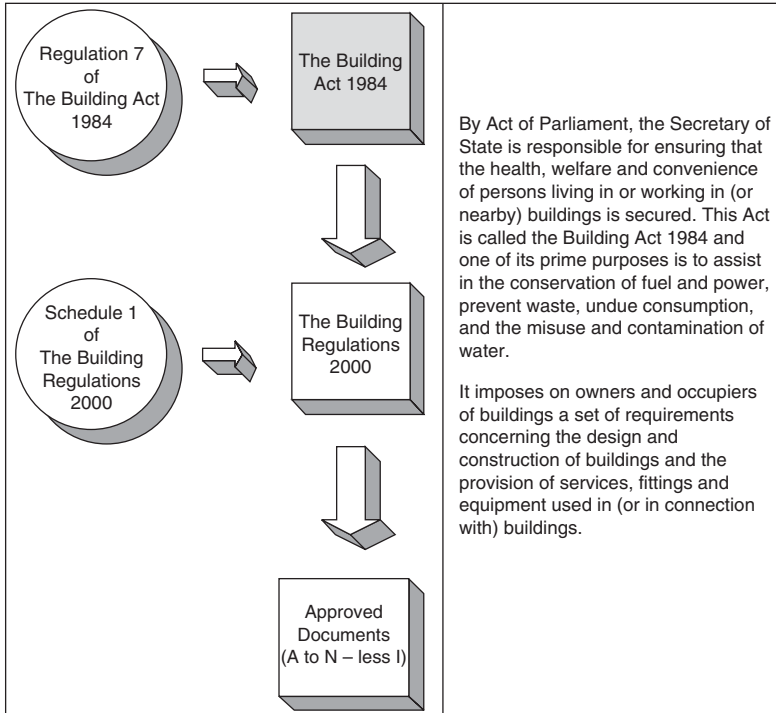 Regulation 7
of
The Building Act
1984
The Building
Act 1984
Schedule 1
of
The Building
Regulations
2000
The Building
Regulations
2000
Approved
Documents
(A to N – less I)
By Act of Parliament, the Secretary of
State is responsible for ensuring that
the health, welfare and convenience
of persons living in or working in (or
nearby) buildings is secured. This Act
is called the Building Act 1984 and
one of its prime purposes is to assist
in the conservation of fuel and power,
prevent waste, undue consumption,
and the misuse and contamination of
water.
It imposes on owners and occupiers
of buildings a set of requirements
concerning the design and
construction of buildings and the
provision of services, fittings and
equipment used in (or in connection
with) buildings.